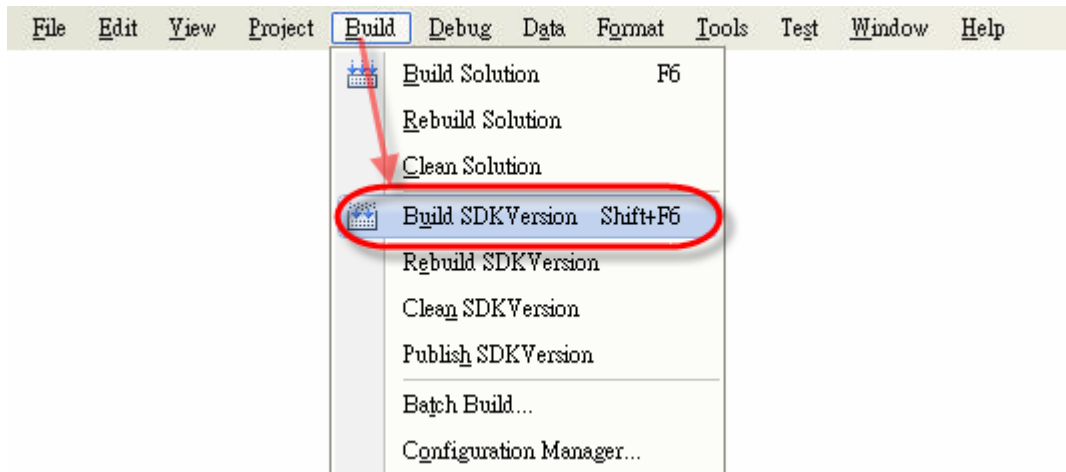 File Edit View Project Build Debug Data Format Tools Test Window Help
Build Solution F6
Rebuild Solution
Clean Solution
Build SDKVersion Shift+F6
Rebuild SDKVersion
Clean SDKVersion
Publish SDKVersion
Batch Build...
Configuration Manager...